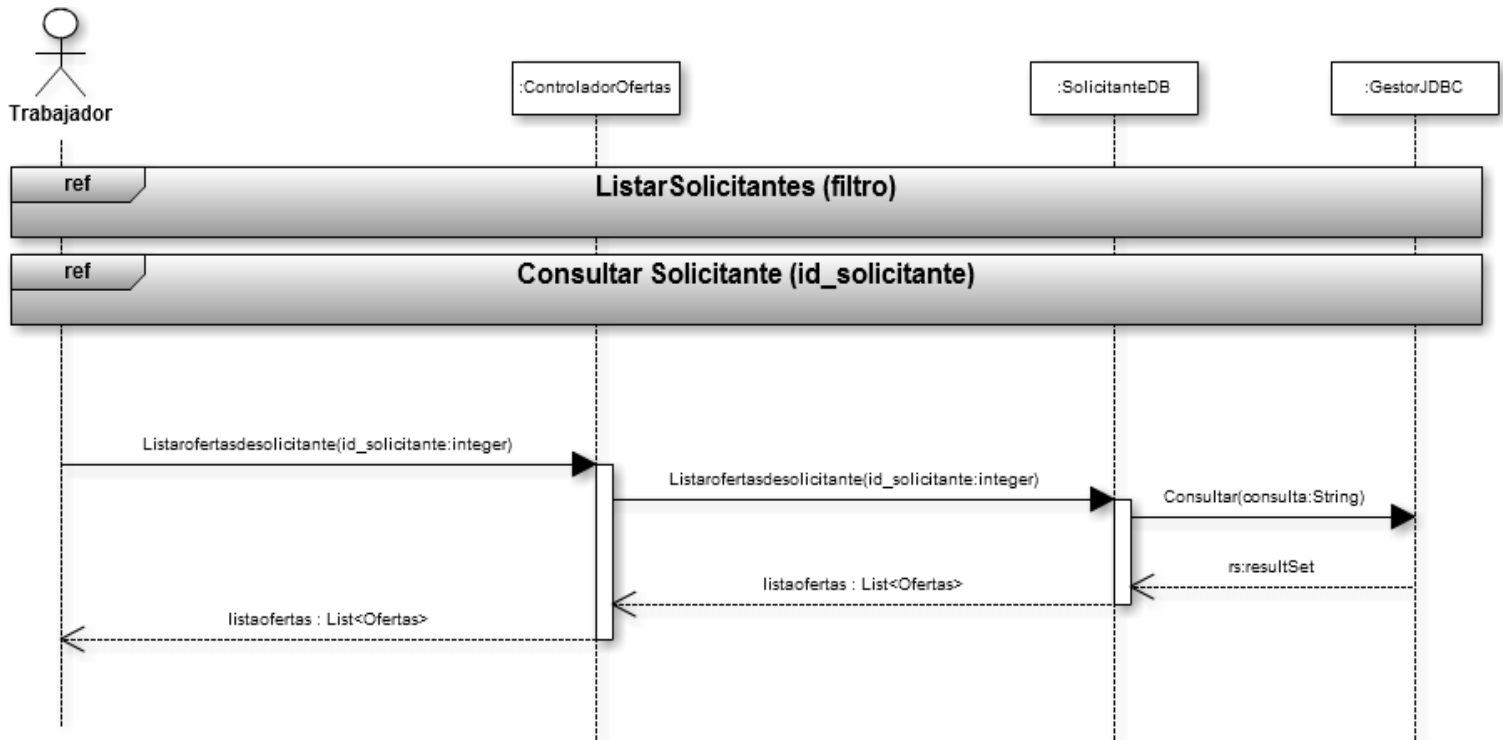 Trabajador
:ControladorOfertas
:SolicitanteDB
:GestorJDBC
ref
ListarSolicitantes (filtro)
ref
Consultar Solicitante (id_solicitante)
Listarofertasdesolicitante(id_solicitante:integer)
Listarofertasdesolicitante(id_solicitante:integer)
Consultar(consulta:String)
rs:resultSet
listaofertas : List<Ofertas>
listaofertas : List<Ofertas>